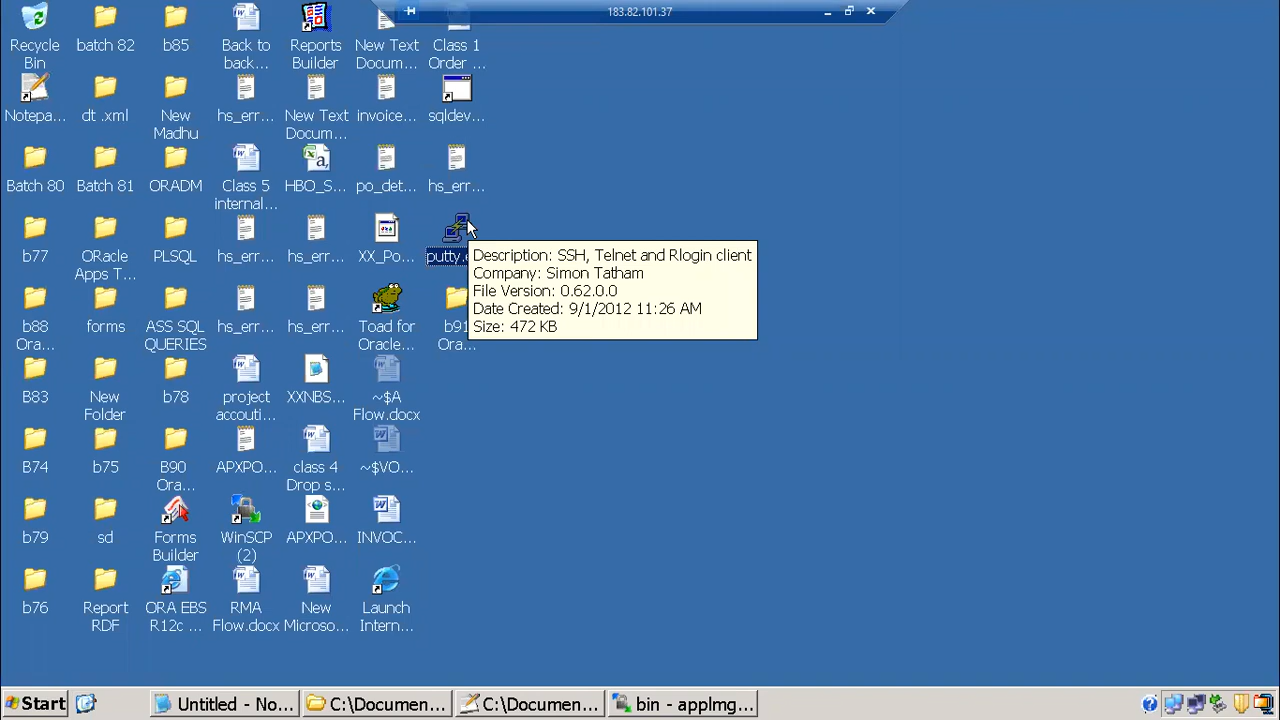 183.82.101.37
Recycle Bin
batch 82
b85
Back to back...
Reports Builder
New Text Docum...
Class 1 Order ...
Notepa...
dt .xml
New Madhu
hs_err...
New Text Docum...
invoice...
sqldev...
Batch 80
Batch 81
ORADM
Class 5 internal...
HBO_S...
po_det...
hs_err...
b77
ORacle Apps T...
PLSQL
hs_err...
hs_err...
XX_Po...
putty.
Description: SSH, Telnet and Rlogin client
Company: Simon Tatham
File Version: 0.62.0.0
Date Created: 9/1/2012 11:26 AM
Size: 472 KB
b88 Ora...
forms
ASS SQL QUERIES
hs_err...
hs_err...
Toad for Oracle...
b91 Ora...
B83
New Folder
b78
project accouti...
XXNBS...
~$A Flow.docx
B74
b75
B90 Ora...
APXPO...
class 4 Drop s...
~$VO...
b79
sd
Forms Builder
WinSCP (2)
APXPO...
INVOC...
b76
Report RDF
ORA EBS R12c ...
RMA Flow.docx
New Microso...
Launch Intern...
Start
Untitled - No...
C:\Documen...
C:\Documen...
bin - applmg...